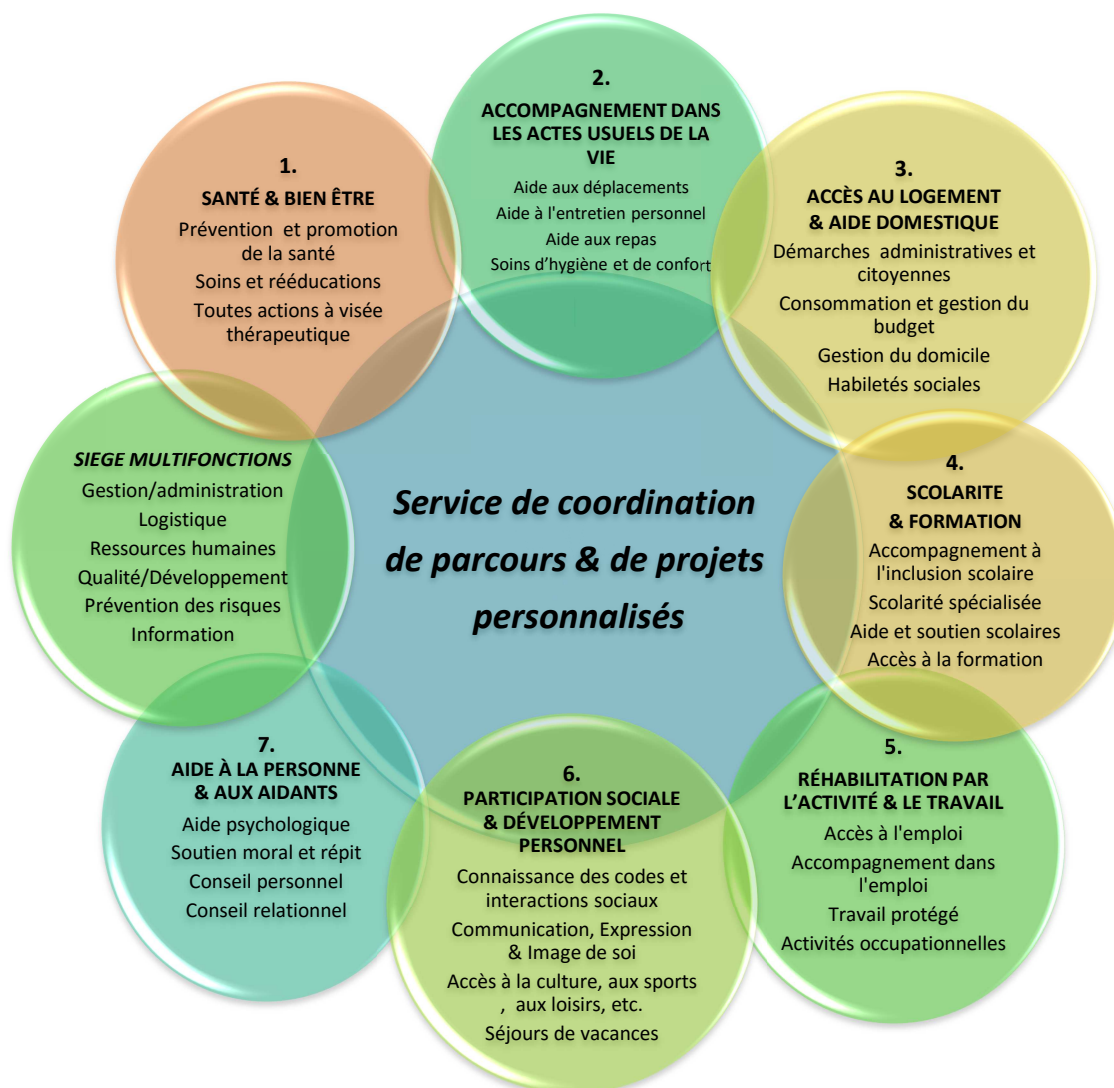 1.
SANTÉ & BIEN ÊTRE
Prévention et promotion
de la santé
Soins et rééducations
Toutes actions à visée
thérapeutique
2.
ACCOMPAGNEMENT DANS
LES ACTES USUELS DE LA
VIE
Aide aux déplacements
Aide à l'entretien personnel
Aide aux repas
Soins d’hygiène et de confort
3.
ACCÈS AU LOGEMENT
& AIDE DOMESTIQUE
Démarches administratives et
citoyennes
Consommation et gestion du
budget
Gestion du domicile
Habiletés sociales
4.
SCOLARITE
& FORMATION
Accompagnement à
l'inclusion scolaire
Scolarité spécialisée
Aide et soutien scolaires
Accès à la formation
5.
RÉHABILITATION PAR
L’ACTIVITÉ & LE TRAVAIL
Accès à l'emploi
Accompagnement dans
l'emploi
Travail protégé
Activités occupationnelles
6.
PARTICIPATION SOCIALE
& DÉVELOPPEMENT
PERSONNEL
Connaissance des codes et
interactions sociaux
Communication, Expression
& Image de soi
Accès à la culture, aux sports
, aux loisirs, etc.
Séjours de vacances
7.
AIDE À LA PERSONNE
& AUX AIDANTS
Aide psychologique
Soutien moral et répit
Conseil personnel
Conseil relationnel
SIEGE MULTIFONCTIONS
Gestion/administration
Logistique
Ressources humaines
Qualité/Développement
Prévention des risques
Information
Service de coordination
de parcours & de projets
personnalisés